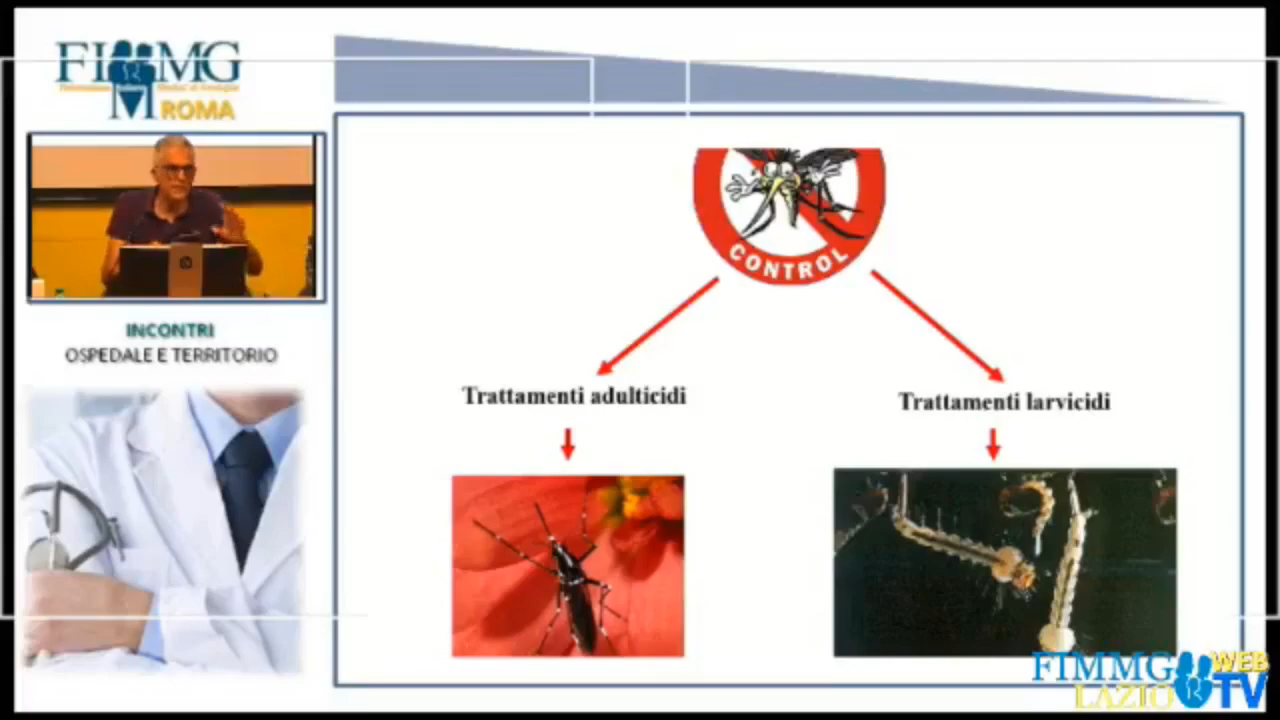 FIMMG
ROMA
INCONTRI
OSPEDALE E TERRITORIO
CONTROL
Trattamenti adulticidi
Trattamenti larvicidi
FIMMG WEB
LAZIO TV